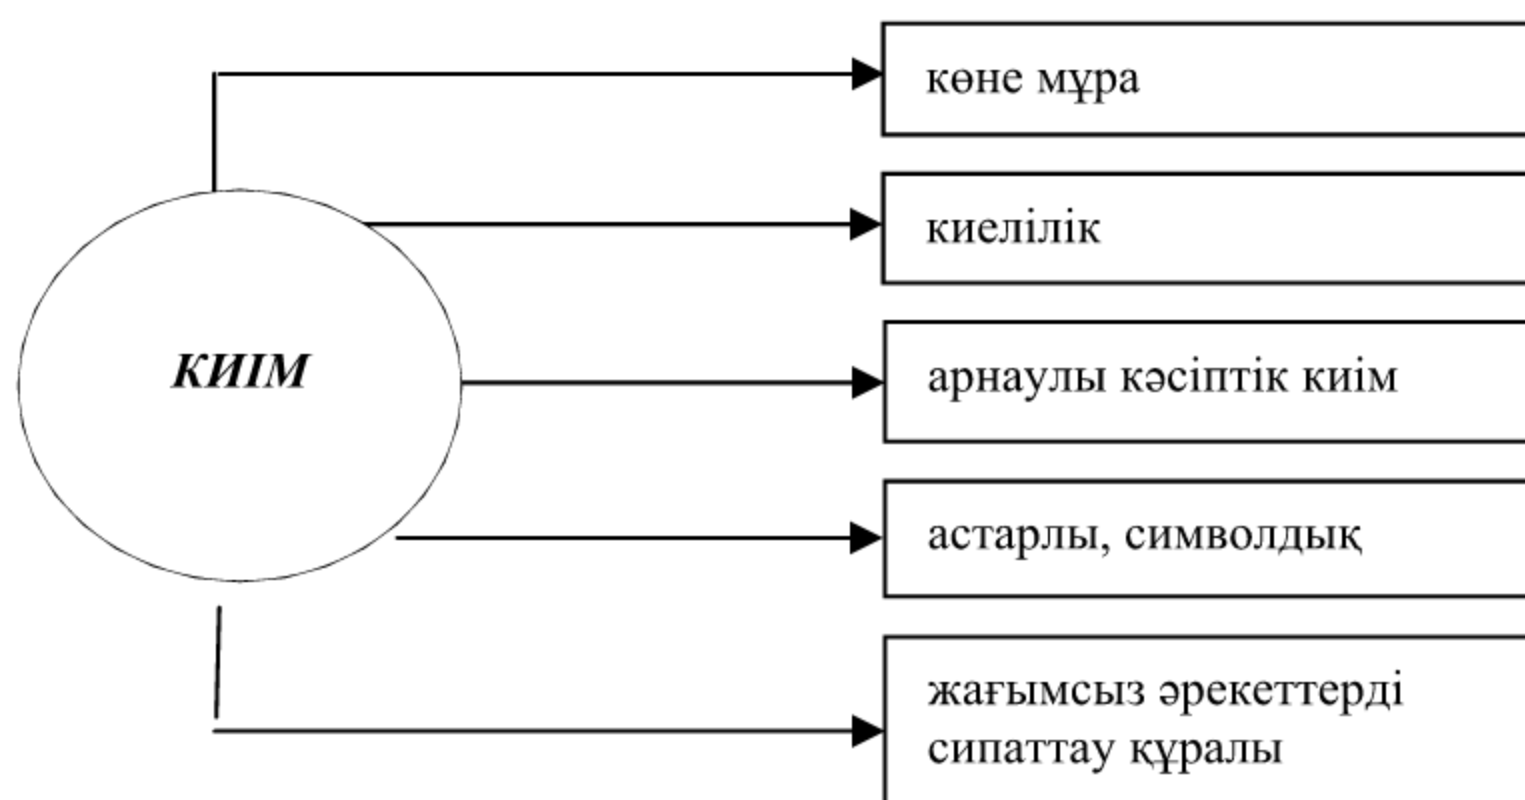 көне мұра
киелілік
КИІМ
арнаулы кәсіптік киім
астарлы, символдық
жағымсыз әрекеттерді
сипаттау құралы